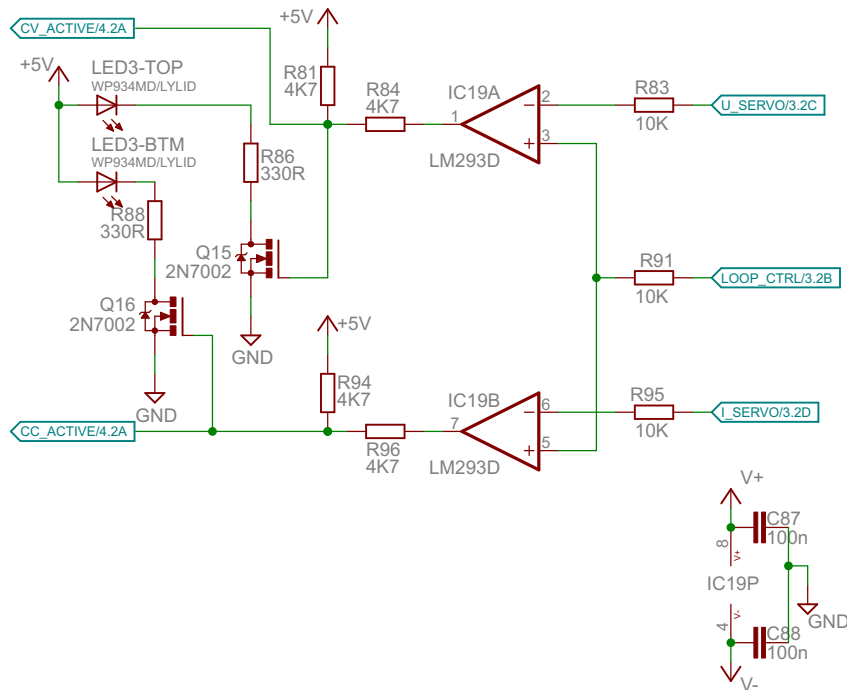 CV_ACTIVE/4.2A
+5V
+5V
LED3-TOP
WP934MD/LYLID
R81
4K7
R84
4K7
IC19A
1
2
3
LM293D
R83
10K
U_SERVO/3.2C
LED3-BTM
WP934MD/LYLID
R86
330R
R88
330R
Q15
2N7002
R91
10K
LOOP_CTRL/3.2B
Q16
2N7002
GND
GND
+5V
R94
4K7
IC19B
7
6
5
LM293D
R95
10K
I_SERVO/3.2D
CC_ACTIVE/4.2A
R96
4K7
V+
C87
100n
8
V+
IC19P
GND
4
V-
C88
100n
V-